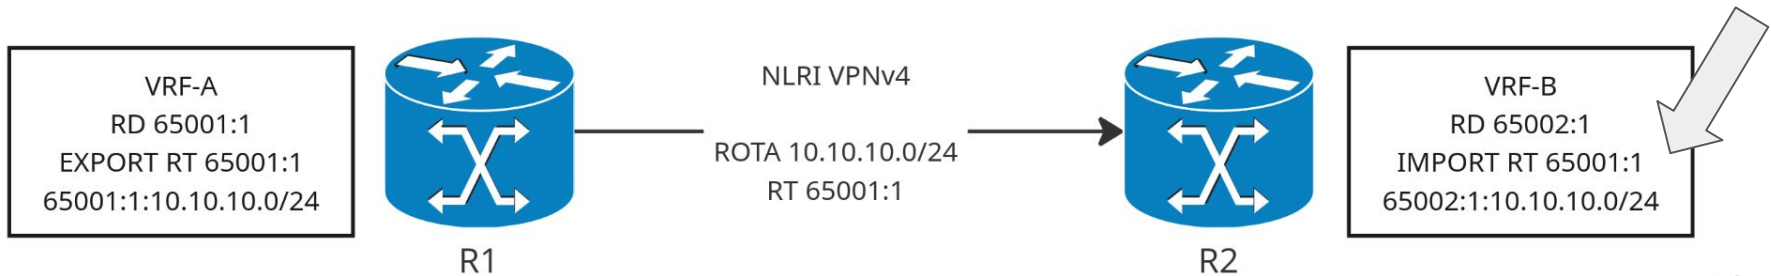 VRF-A
RD 65001:1
EXPORT RT 65001:1
65001:1:10.10.10.0/24
R1
NLRI VPNv4
ROTA 10.10.10.0/24
RT 65001:1
R2
VRF-B
RD 65002:1
IMPORT RT 65001:1
65002:1:10.10.10.0/24